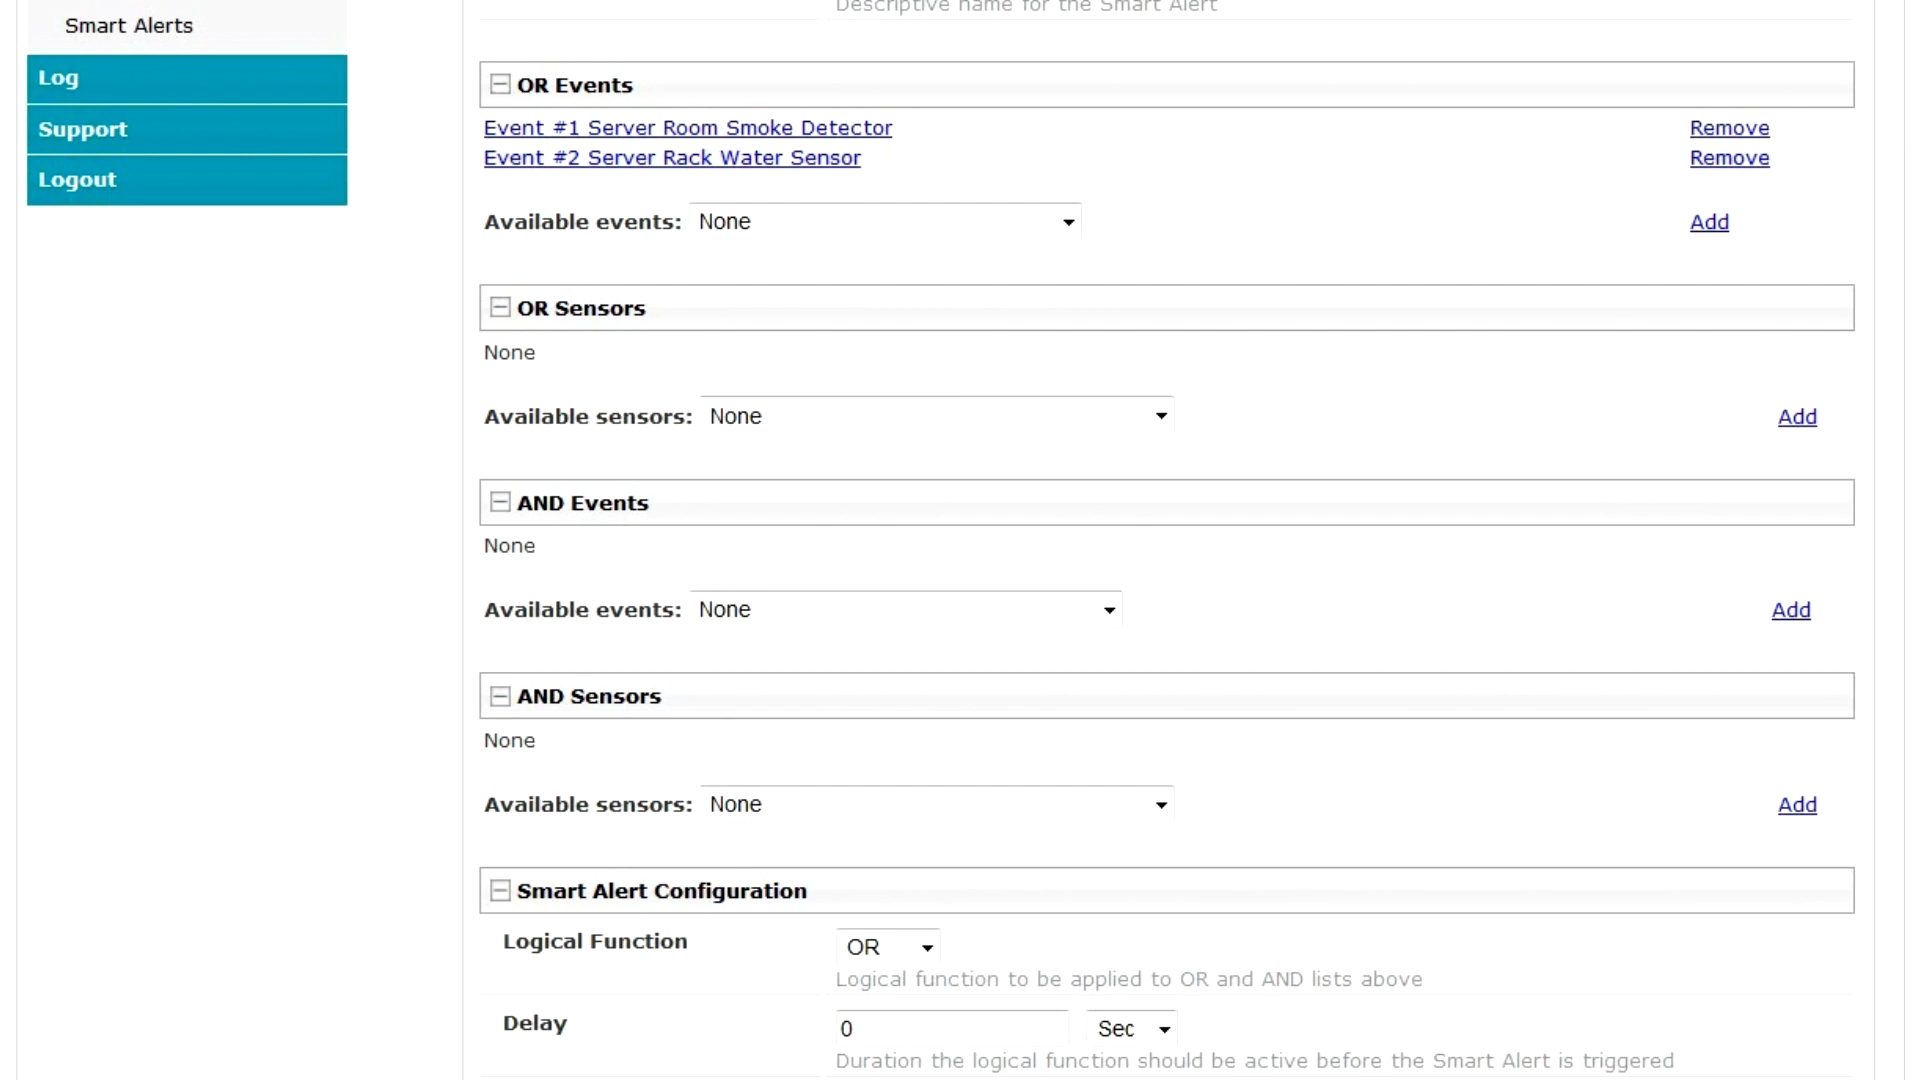 Smart Alerts
Log
Support
Logout
Descriptive name for the Smart Alert
OR Events
Event #1 Server Room Smoke Detector Remove
Event #2 Server Rack Water Sensor Remove
Available events: None Add
OR Sensors
None
Available sensors: None Add
AND Events
None
Available events: None Add
AND Sensors
None
Available sensors: None Add
Smart Alert Configuration
Logical Function OR
Logical function to be applied to OR and AND lists above
Delay 0 Sec
Duration the logical function should be active before the Smart Alert is triggered